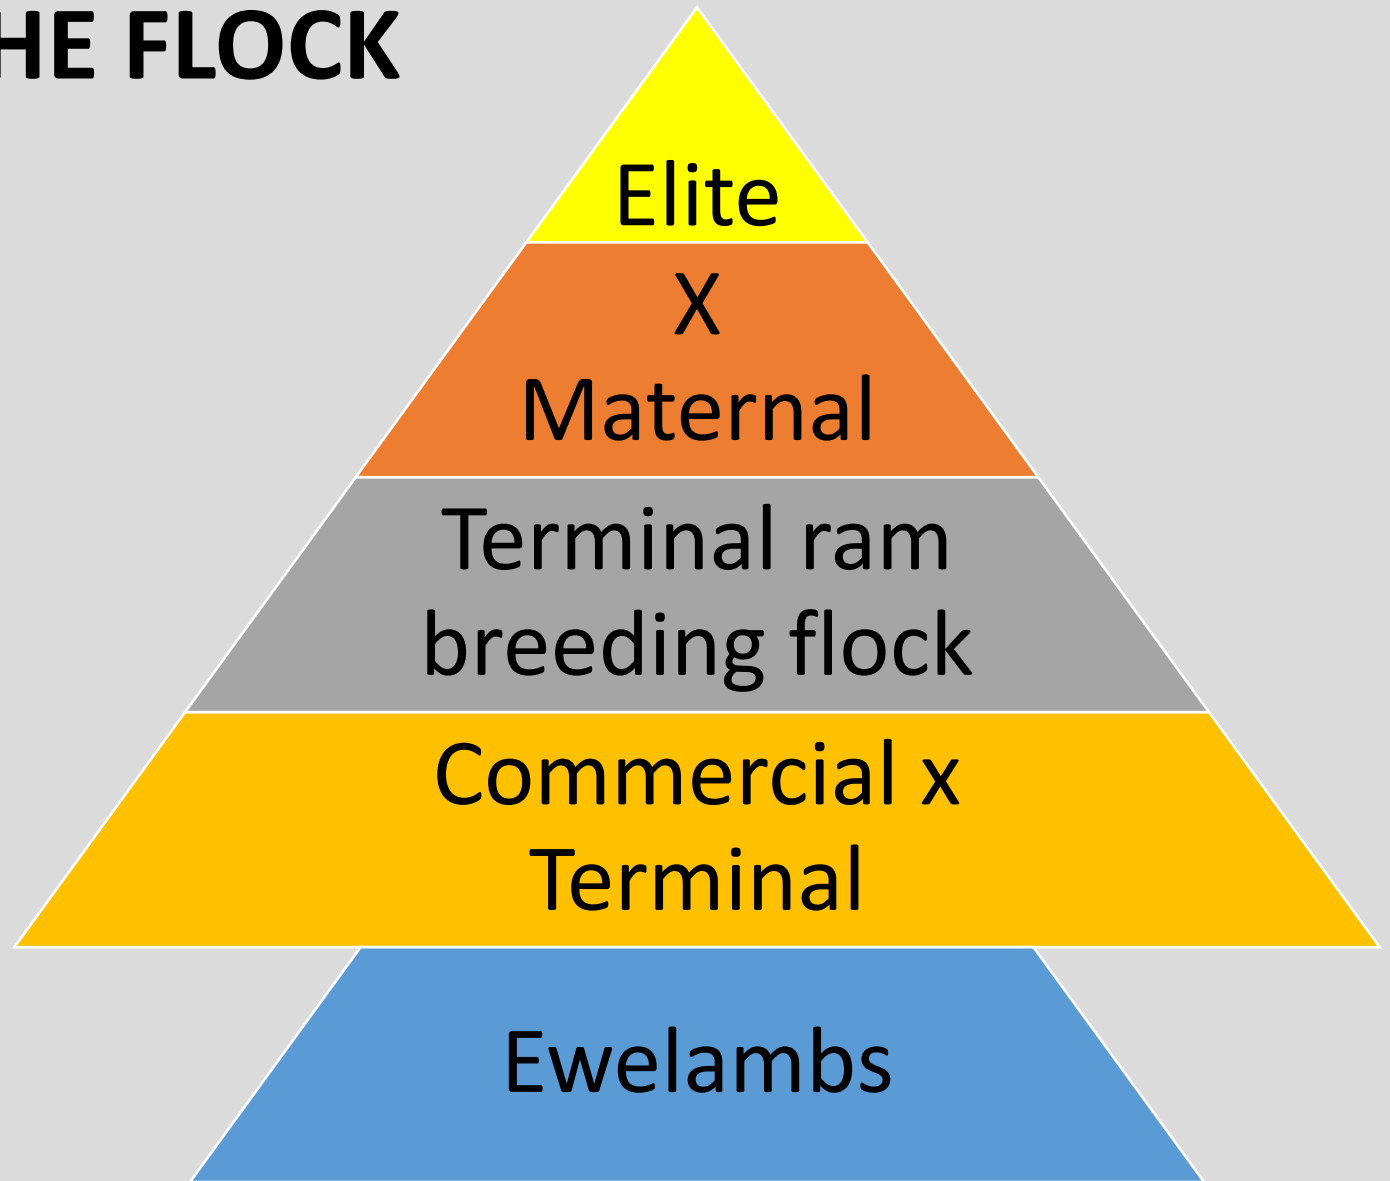 HE FLOCK
Elite
X
Maternal
Terminal ram
breeding flock
Commercial x
Terminal
Ewelambs